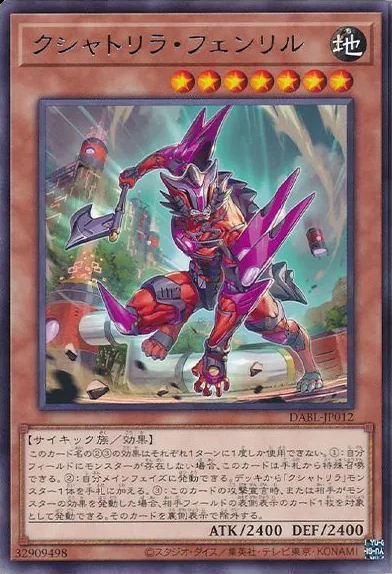 クシャトリラ・フェンリル
地
DABL-JP012
【サイキック族／効果】
このカード名の②③の効果はそれぞれ1ターンに1度しか使用できない。①：自分
フィールドにモンスターが存在しない場合、このカードは手札から特殊召喚
できる。②：自分メインフェイズに発動できる。デッキから「クシャトリラ」モン
スター1体を手札に加える。③：このカードの攻撃宣言時、または相手がモンスター
の効果を発動した場合、相手フィールドの表側表示のカード1枚を対
象として発動できる。そのカードを裏側表示で除外する。
ATK/2400 DEF/2400
32909498
©スタジオ・ダイス／集英社・テレビ東京・KONAMI